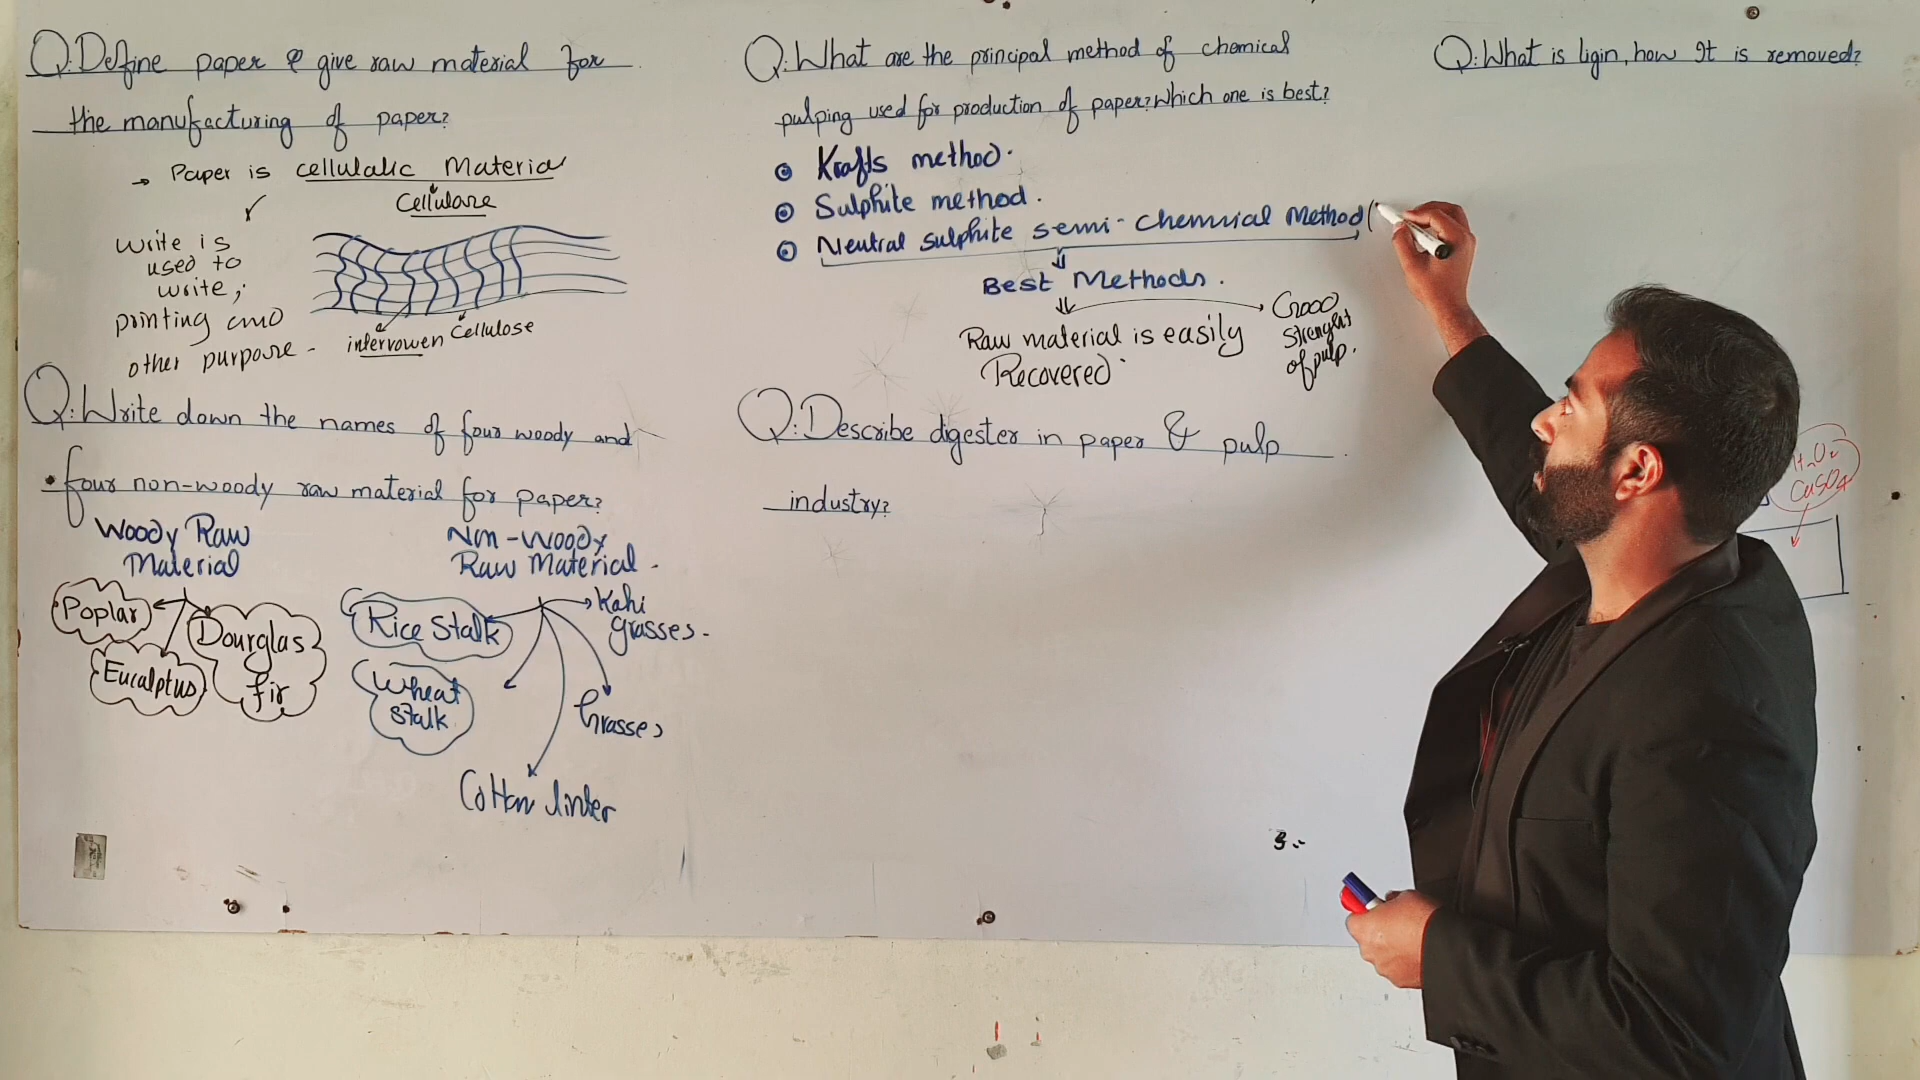 Q:Define paper & give raw material for
the manufacturing of paper?
→ Paper is cellulalic Material
Cellulose
Write is
used to
write,
printing and
other purpose -
intervowen Cellulose
Q:Write down the names of four woody and
four non-woody raw material for paper?
Woody Raw
Material
Poplar
Eucalptus
Dourglas
fir
Non-Woody
Raw Material.
Rice Stalk
Kahi
grasses.
Wheat
Stalk
Grasses
Cotton linter
Q:What are the principal method of chemical
pulping used for production of paper?Which one is best?
Krafts method.
Sulphite method.
Neutral sulphite semi-Chemical Method(
Best Methods.
Raw material is easily
Recovered.
Good
Strenght
of pulp.
Q:Describe digester in paper & pulp
industry?
Q:What is ligin, how It is removed?
H2O2
CaSO4